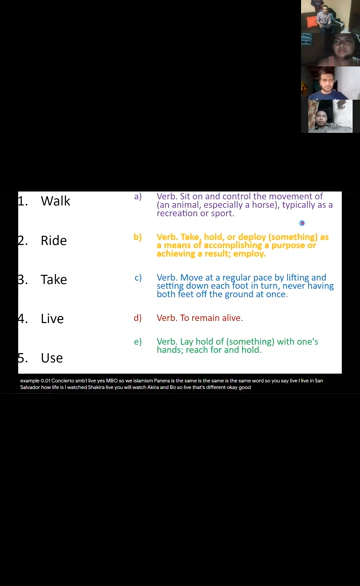 1. Walk
2. Ride
3. Take
4. Live
5. Use
a) Verb. Sit on and control the movement of
(an animal, especially a horse), typically as a
recreation or sport.
b) Verb. Take, hold, or deploy (something) as
a means of accomplishing a purpose or
achieving a result; employ.
c) Verb. Move at a regular pace by lifting and
setting down each foot in turn, never having
both feet off the ground at once.
d) Verb. To remain alive.
e) Verb. Lay hold of (something) with one's
hands; reach for and hold.
example 0.01 Concierto smb1 live yes MBO so we islamism Panera is the same is the same is the same word so you say live I live in San
Salvador how life is I watched Shakira live you will watch Akira and Bo so live that's different okay good